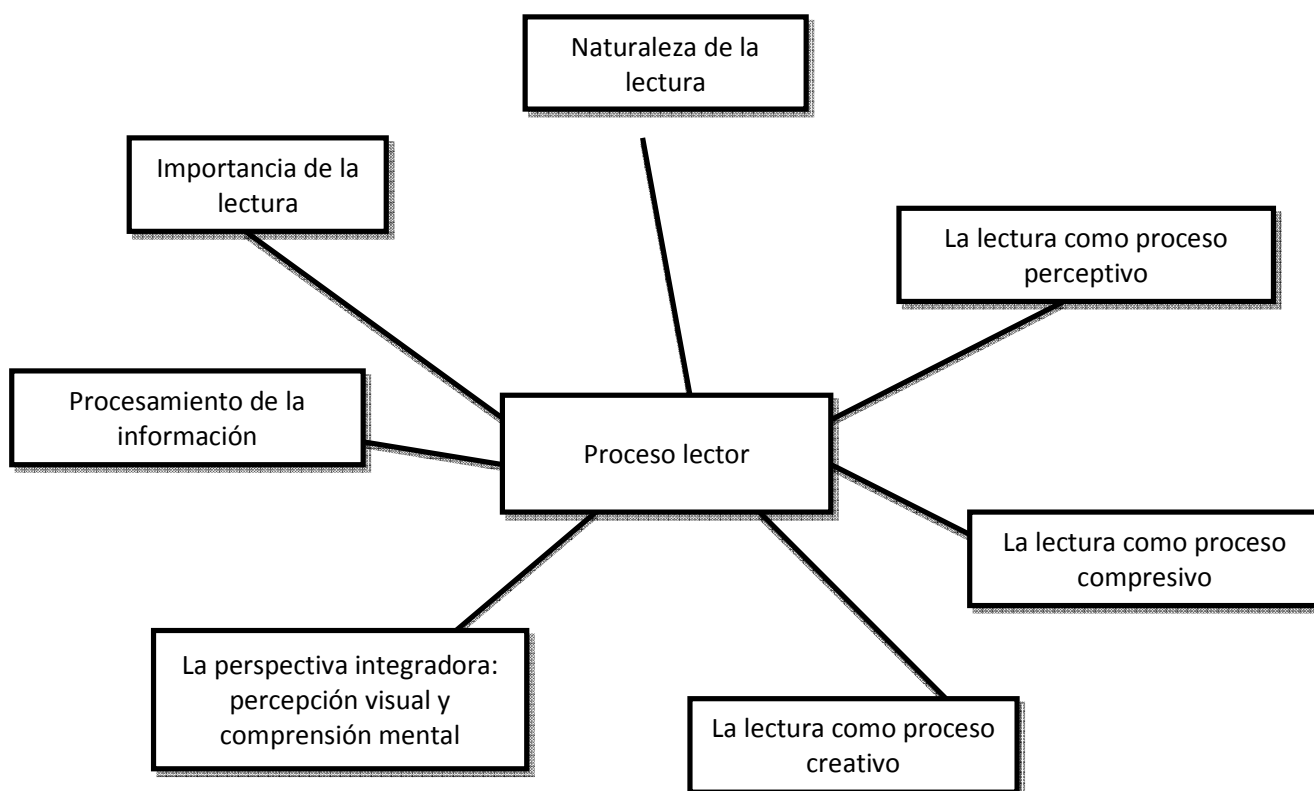 Naturaleza de la
lectura
Importancia de la
lectura
La lectura como proceso
perceptivo
Procesamiento de la
información
Proceso lector
La lectura como proceso
compresivo
La perspectiva integradora:
percepción visual y
comprensión mental
La lectura como proceso
creativo